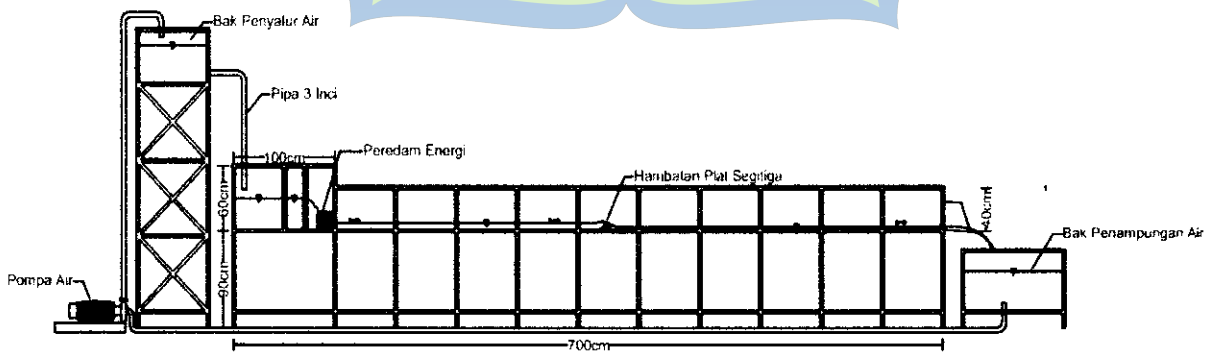 Bak Penyalur Air
Pipa 3 Inci
100cm
Peredam Energi
Hambatan Plat Segitiga
60cm
40cm
Bak Penampungan Air
90cm
Pompa Air
700cm